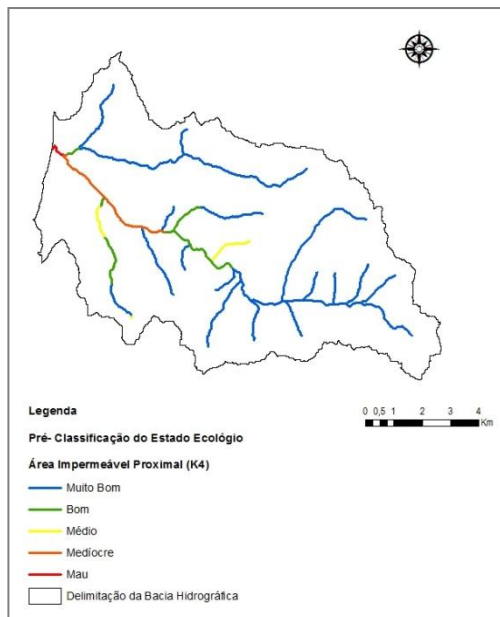 Legenda
Pré- Classificação do Estado Ecológio
Área Impermeável Proximal (K4)
Muito Bom
Bom
Médio
Medíocre
Mau
Delimitação da Bacia Hidrográfica
0 0,5 1 2 3 4
Km